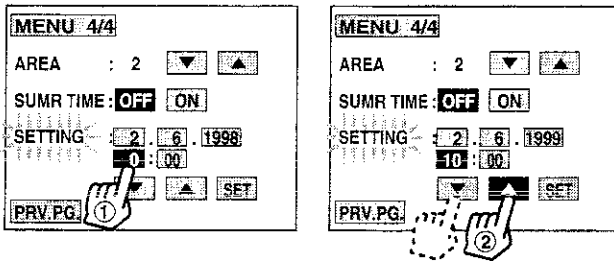 MENU 4/4
AREA : 2 ▼ ▲
SUMR TIME : OFF ON
SETTING : 2 . 6 . 1998
0 : 00
▼ ▲ SET
PRV.PG. ①
MENU 4/4
AREA : 2 ▼ ▲
SUMR TIME : OFF ON
SETTING : 2 . 6 . 1999
10 : 00
▼ ▲ SET
PRV.PG. ②